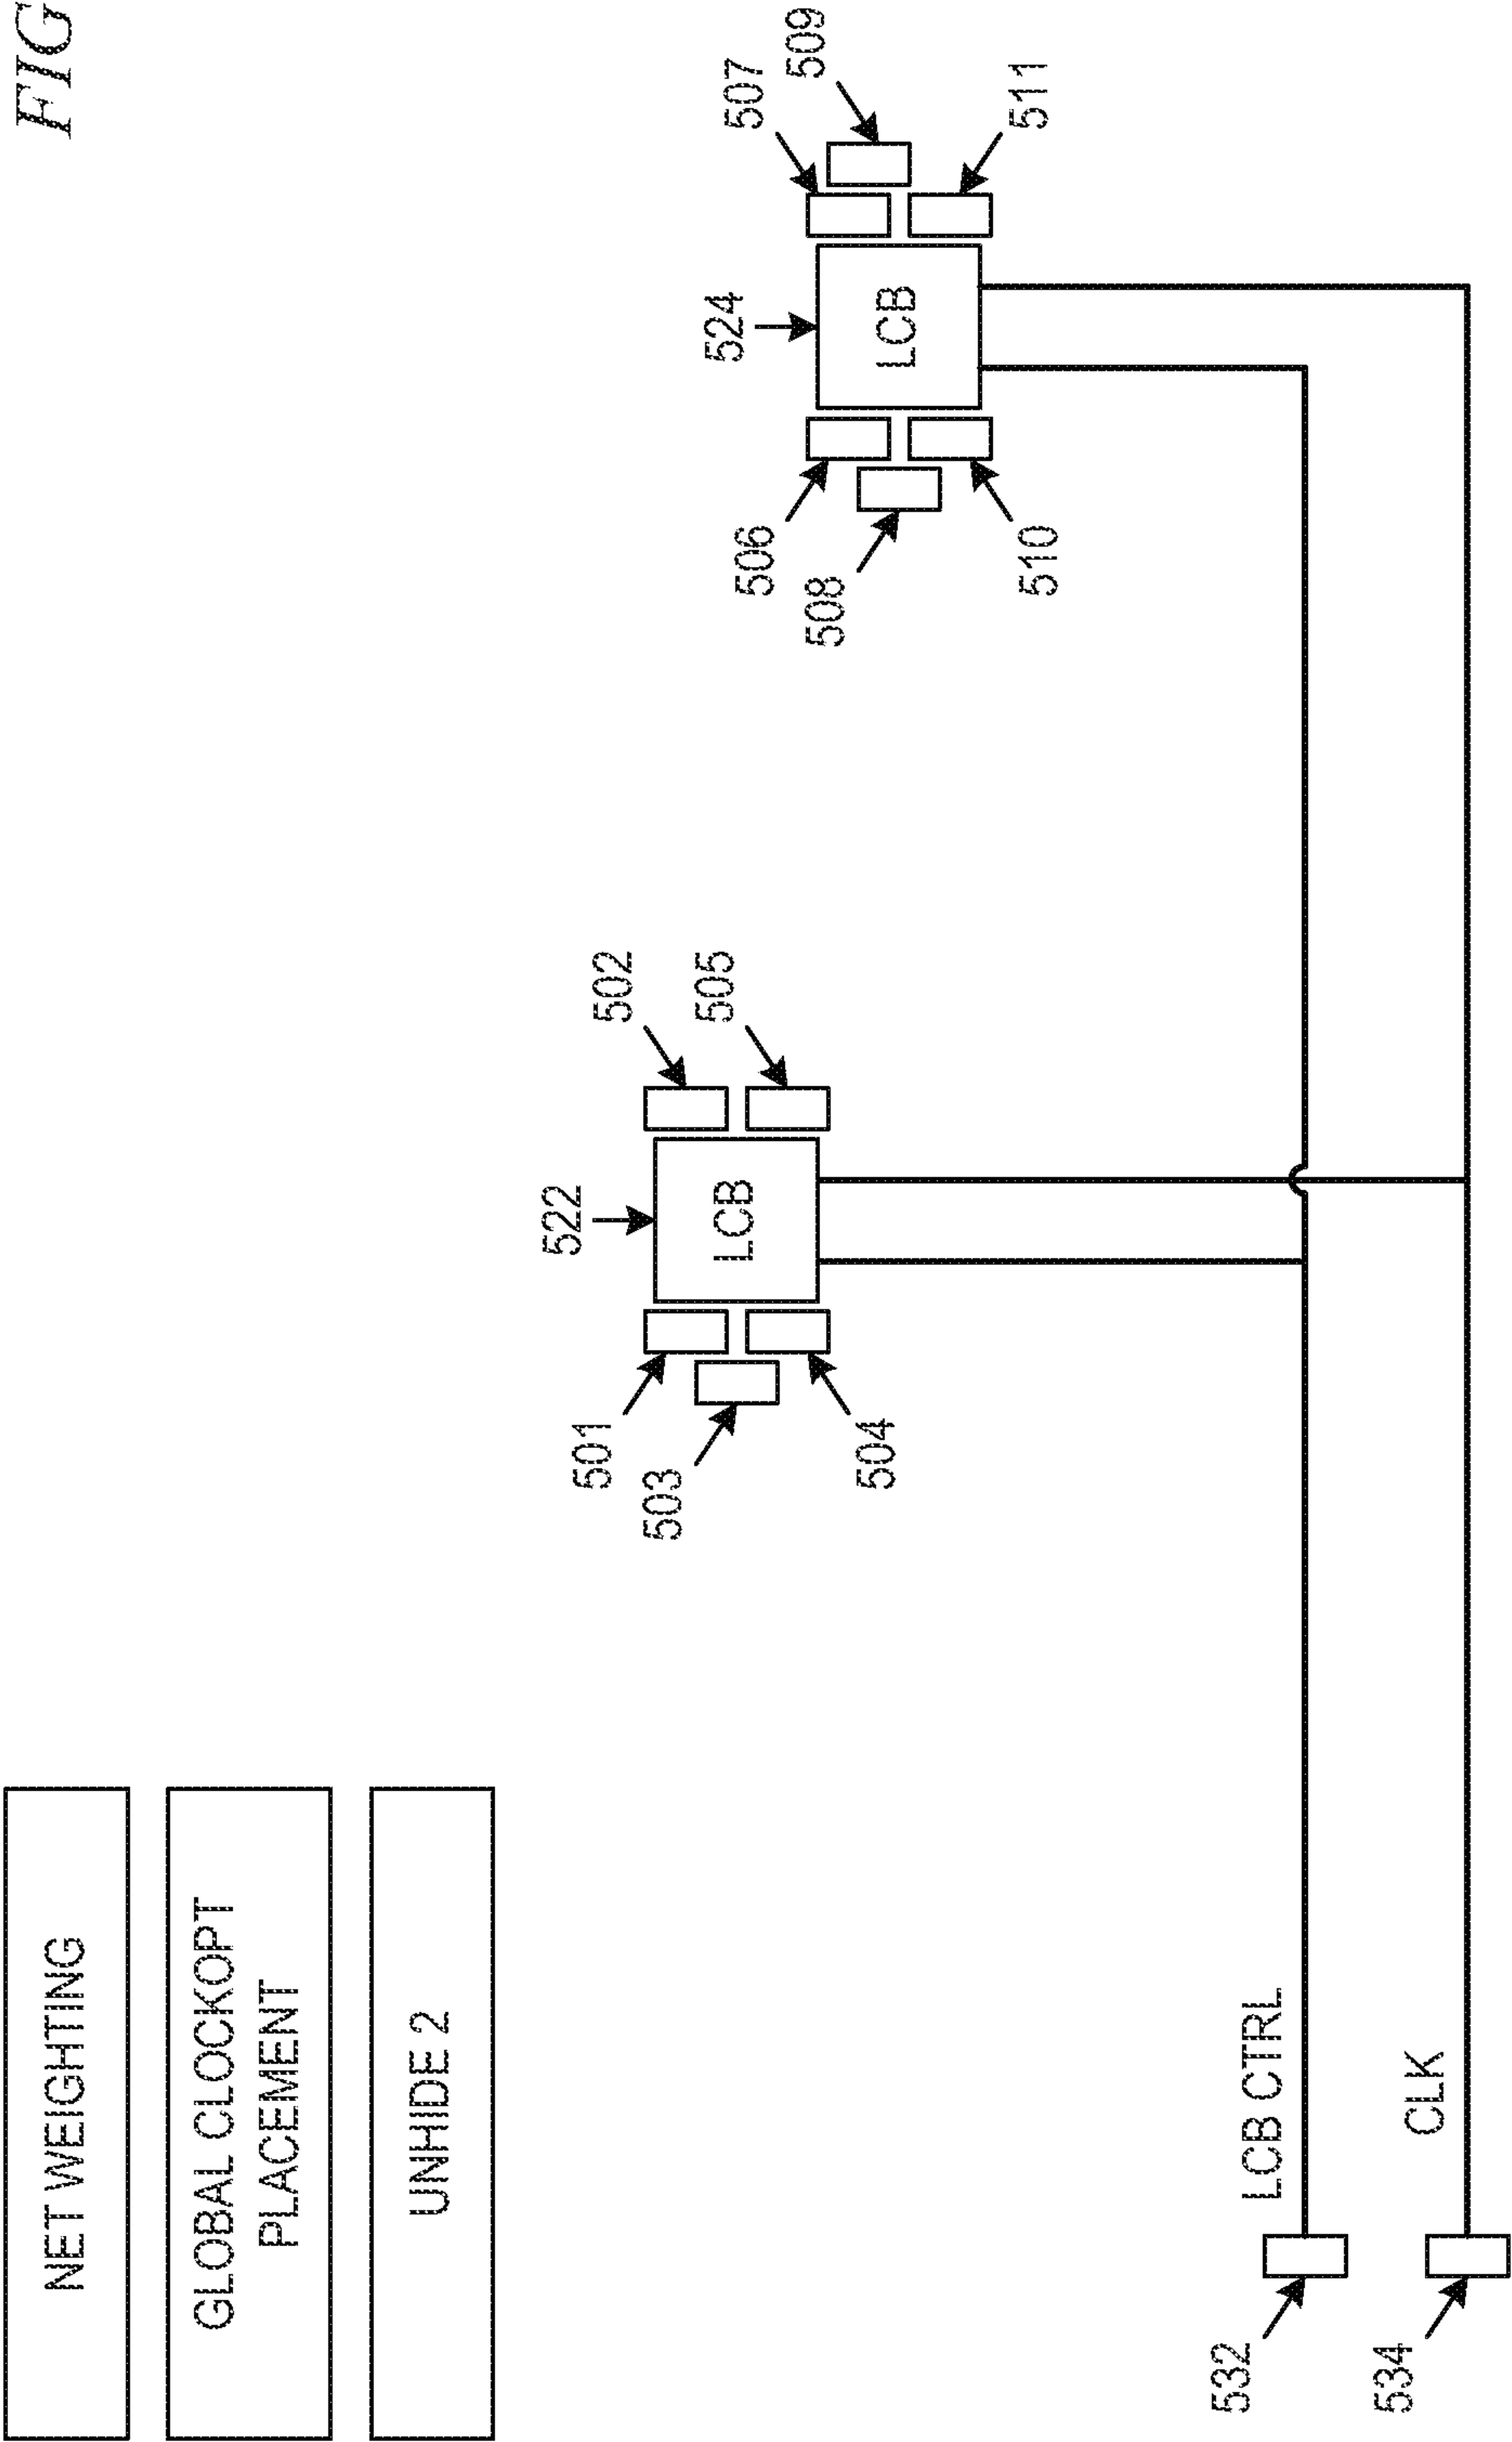 FIG
NET WEIGHTING
GLOBAL CLOCKOPT
PLACEMENT
UNHIDE 2
522
502
501
LCB
505
503
504
524
507
509
506
LCB
508
511
510
532
LCB CTRL
534
CLK